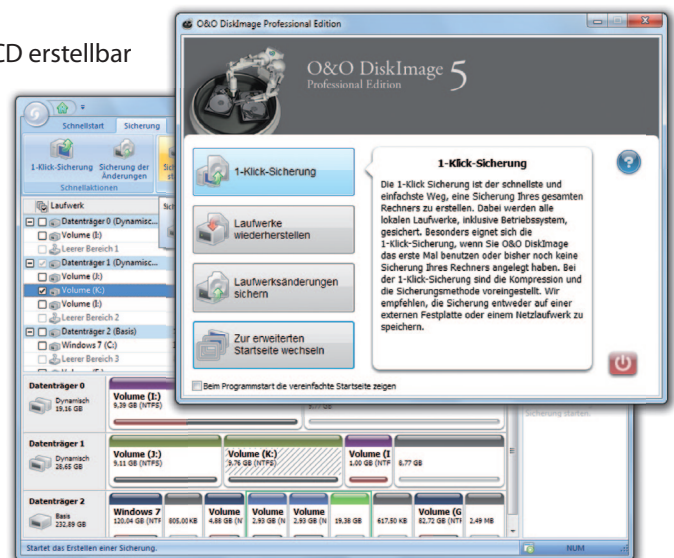 CD erstellbar
O&O DiskImage Professional Edition
O&O DiskImage 5
Professional Edition
1-Klick-Sicherung
Laufwerke
wiederherstellen
Laufwerksänderungen
sichern
Zur erweiterten
Startseite wechseln
Beim Programmstart die vereinfachte Startseite zeigen
1-Klick-Sicherung
Die 1-Klick Sicherung ist der schnellste und
einfachste Weg, eine Sicherung Ihres gesamten
Rechners zu erstellen. Dabei werden alle
lokalen Laufwerke, inklusive Betriebssystem,
gesichert. Besonders eignet sich die
1-Klick-Sicherung, wenn Sie O&O DiskImage
das erste Mal benutzen oder bisher noch keine
Sicherung Ihres Rechners angelegt haben. Bei
der 1-Klick-Sicherung sind die Kompression und
die Sicherungsmethode voreingestellt. Wir
empfehlen, die Sicherung entweder auf einer
externen Festplatte oder einem Netzlaufwerk zu
speichern.
Schnellstart Sicherung
1-Klick-Sicherung Sicherung der
Änderungen
Schnellaktionen
Laufwerk
Datenträger 0 (Dynamisc...
Volume (I:)
Leerer Bereich 1
Datenträger 1 (Dynamisc...
Volume (J:)
Volume (K:)
Volume (I:)
Leerer Bereich 2
Datenträger 2 (Basis)
Windows 7 (C:)
Leerer Bereich 3
Datenträger 0
Dynamisch
19,16 GB
Volume (I:)
9,39 GB (NTFS)
9,77 GB
Sicherung starten.
Datenträger 1
Dynamisch
28,65 GB
Volume (J:)
9,11 GB (NTFS)
Volume (K:)
9,76 GB (NTFS)
Volume (I
1,00 GB (NTF
8,77 GB
Datenträger 2
Basis
232,89 GB
Windows 7
120,04 GB (NTF
805,00 KB
Volume
4,88 GB (N
Volume
2,93 GB (N
Volume
2,93 GB (N
19,38 GB
617,50 KB
Volume (G
82,72 GB (NTF
2,49 MB
Startet das Erstellen einer Sicherung.
NUM